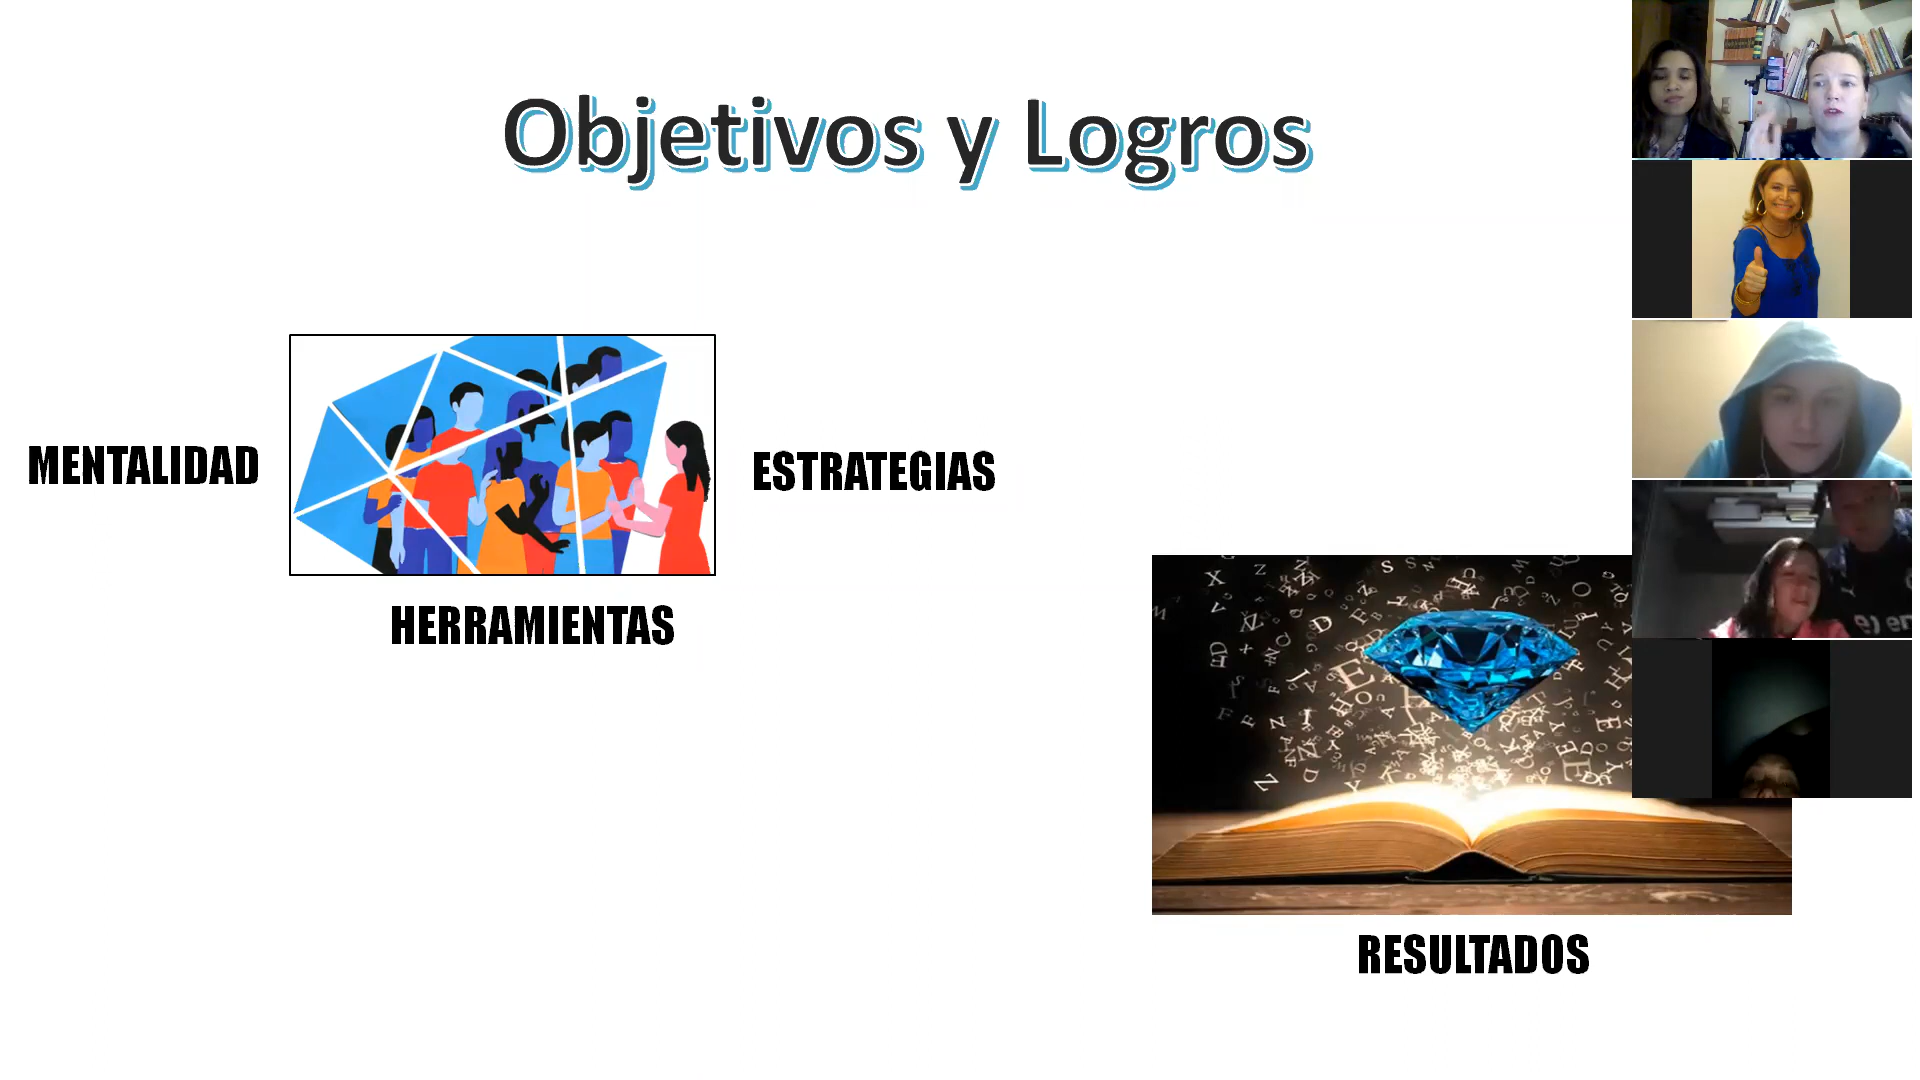 Objetivos y Logros
MENTALIDAD
ESTRATEGIAS
HERRAMIENTAS
RESULTADOS